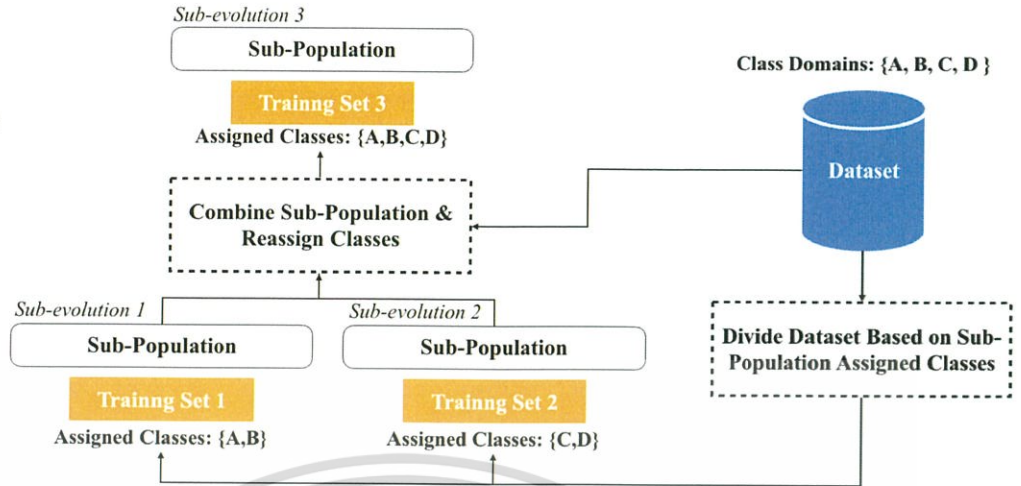 Sub-evolution 3
Sub-Population
Trainng Set 3
Assigned Classes: {A,B,C,D}
Class Domains: {A, B, C, D }
Dataset
Combine Sub-Population &
Reassign Classes
Sub-evolution 1
Sub-Population
Trainng Set 1
Assigned Classes: {A,B}
Sub-evolution 2
Sub-Population
Trainng Set 2
Assigned Classes: {C,D}
Divide Dataset Based on Sub-
Population Assigned Classes